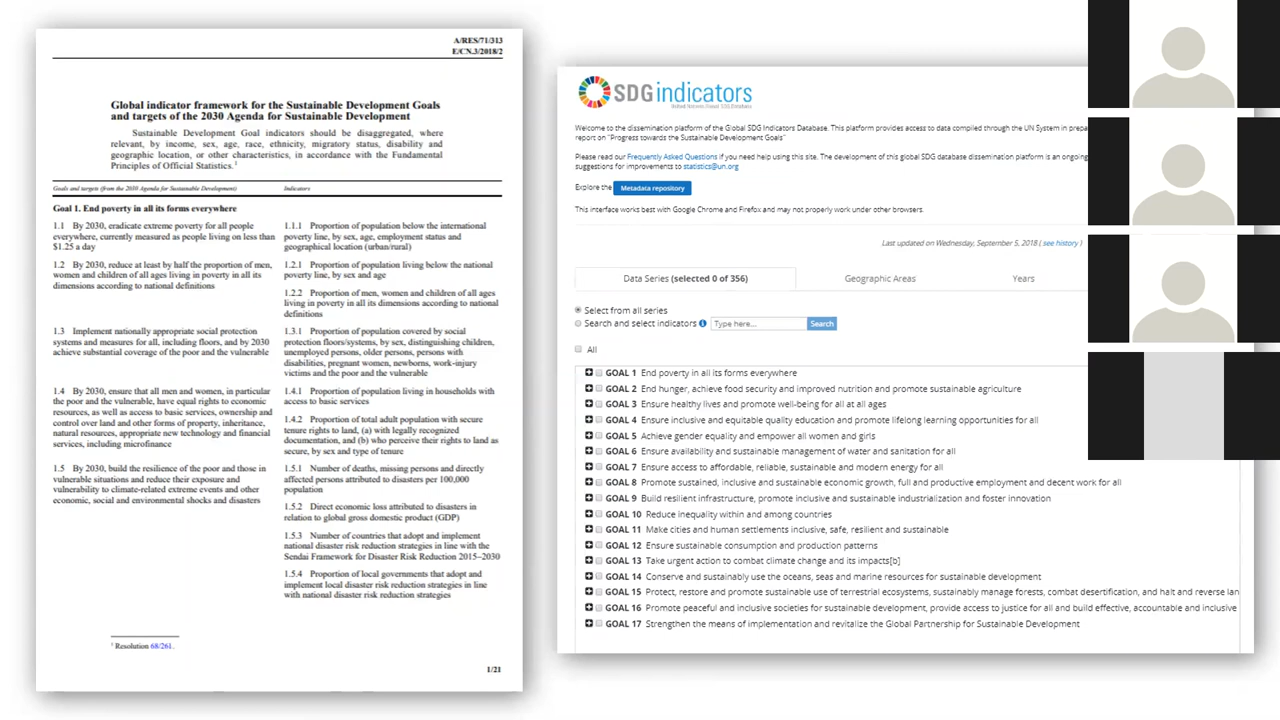 A/RES/71/313
E/CN.3/2018/2
Global indicator framework for the Sustainable Development Goals
and targets of the 2030 Agenda for Sustainable Development
Sustainable Development Goal indicators should be disaggregated, where
relevant, by income, sex, age, race, ethnicity, migratory status, disability and
geographic location, or other characteristics, in accordance with the Fundamental
Principles of Official Statistics.1
Goals and targets (from the 2030 Agenda for Sustainable Development)
Indicators
Goal 1. End poverty in all its forms everywhere
1.1 By 2030, eradicate extreme poverty for all people
everywhere, currently measured as people living on less than
$1.25 a day
1.1.1 Proportion of population below the international
poverty line, by sex, age, employment status and
geographical location (urban/rural)
1.2 By 2030, reduce at least by half the proportion of men,
women and children of all ages living in poverty in all its
dimensions according to national definitions
1.2.1 Proportion of population living below the national
poverty line, by sex and age
1.2.2 Proportion of men, women and children of all ages
living in poverty in all its dimensions according to national
definitions
1.3 Implement nationally appropriate social protection
systems and measures for all, including floors, and by 2030
achieve substantial coverage of the poor and the vulnerable
1.3.1 Proportion of population covered by social
protection floors/systems, by sex, distinguishing children,
unemployed persons, older persons, persons with
disabilities, pregnant women, newborns, work-injury
victims and the poor and the vulnerable
1.4 By 2030, ensure that all men and women, in particular
the poor and the vulnerable, have equal rights to economic
resources, as well as access to basic services, ownership and
control over land and other forms of property, inheritance,
natural resources, appropriate new technology and financial
services, including microfinance
1.4.1 Proportion of population living in households with
access to basic services
1.4.2 Proportion of total adult population with secure
tenure rights to land, (a) with legally recognized
documentation, and (b) who perceive their rights to land as
secure, by sex and type of tenure
1.5 By 2030, build the resilience of the poor and those in
vulnerable situations and reduce their exposure and
vulnerability to climate-related extreme events and other
economic, social and environmental shocks and disasters
1.5.1 Number of deaths, missing persons and directly
affected persons attributed to disasters per 100,000
population
1.5.2 Direct economic loss attributed to disasters in
relation to global gross domestic product (GDP)
1.5.3 Number of countries that adopt and implement
national disaster risk reduction strategies in line with the
Sendai Framework for Disaster Risk Reduction 2015–2030
1.5.4 Proportion of local governments that adopt and
implement local disaster risk reduction strategies in line
with national disaster risk reduction strategies
1 Resolution 68/261.
1/21
SDG indicators
United Nations Global SDG Database
Welcome to the dissemination platform of the Global SDG Indicators Database. This platform provides access to data compiled through the UN System in prepa
report on "Progress towards the Sustainable Development Goals"
Please read our Frequently Asked Questions if you need help using this site. The development of this global SDG database dissemination platform is an ongoing
suggestions for improvements to statistics@un.org
Explore the Metadata repository
This interface works best with Google Chrome and Firefox and may not properly work under other browsers.
Last updated on Wednesday, September 5, 2018 ( see history )
Data Series (selected 0 of 356) Geographic Areas Years
Select from all series
Search and select indicators Type here... Search
All
GOAL 1 End poverty in all its forms everywhere
GOAL 2 End hunger, achieve food security and improved nutrition and promote sustainable agriculture
GOAL 3 Ensure healthy lives and promote well-being for all at all ages
GOAL 4 Ensure inclusive and equitable quality education and promote lifelong learning opportunities for all
GOAL 5 Achieve gender equality and empower all women and girls
GOAL 6 Ensure availability and sustainable management of water and sanitation for all
GOAL 7 Ensure access to affordable, reliable, sustainable and modern energy for all
GOAL 8 Promote sustained, inclusive and sustainable economic growth, full and productive employment and decent work for all
GOAL 9 Build resilient infrastructure, promote inclusive and sustainable industrialization and foster innovation
GOAL 10 Reduce inequality within and among countries
GOAL 11 Make cities and human settlements inclusive, safe, resilient and sustainable
GOAL 12 Ensure sustainable consumption and production patterns
GOAL 13 Take urgent action to combat climate change and its impacts[b]
GOAL 14 Conserve and sustainably use the oceans, seas and marine resources for sustainable development
GOAL 15 Protect, restore and promote sustainable use of terrestrial ecosystems, sustainably manage forests, combat desertification, and halt and reverse lan
GOAL 16 Promote peaceful and inclusive societies for sustainable development, provide access to justice for all and build effective, accountable and inclusive
GOAL 17 Strengthen the means of implementation and revitalize the Global Partnership for Sustainable Development